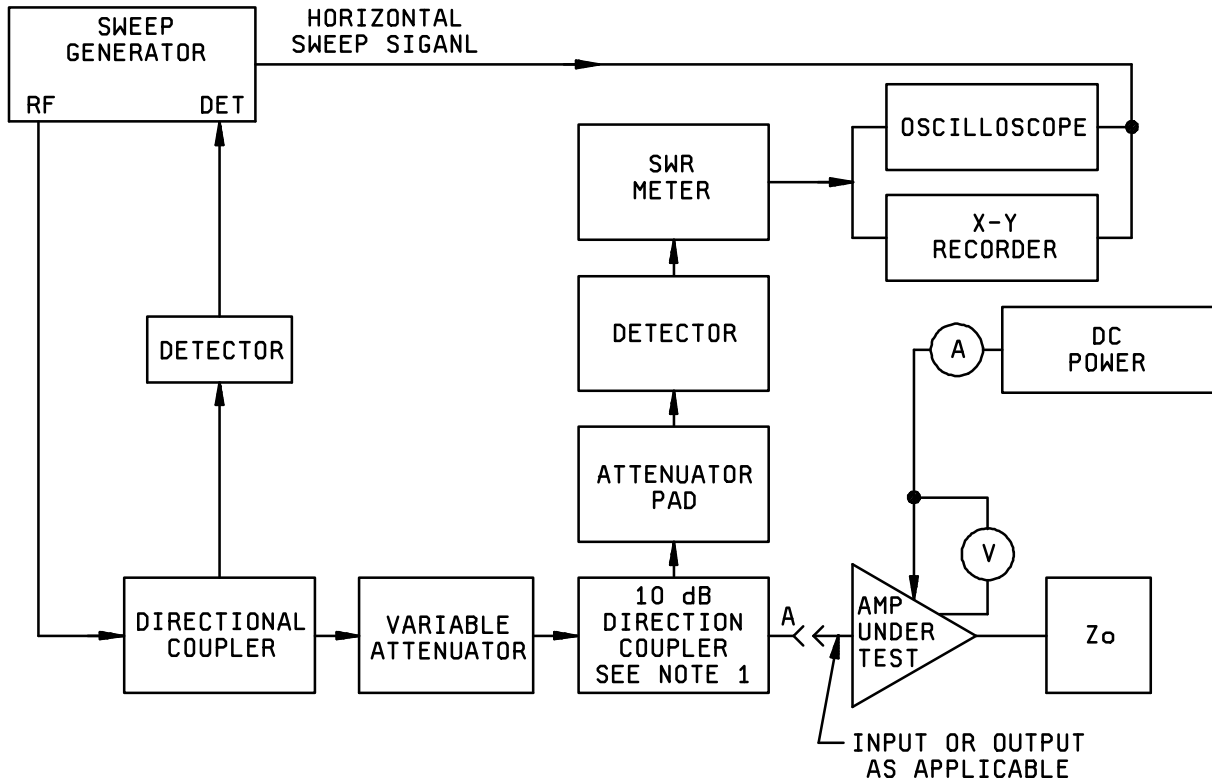 SWEEP
GENERATOR
RF
DET
HORIZONTAL
SWEEP SIGANL
OSCILLOSCOPE
SWR
METER
X-Y
RECORDER
DETECTOR
DETECTOR
A
DC
POWER
ATTENUATOR
PAD
V
DIRECTIONAL
COUPLER
VARIABLE
ATTENUATOR
10 dB
DIRECTION
COUPLER
SEE NOTE 1
A
AMP
UNDER
TEST
Zo
INPUT OR OUTPUT
AS APPLICABLE